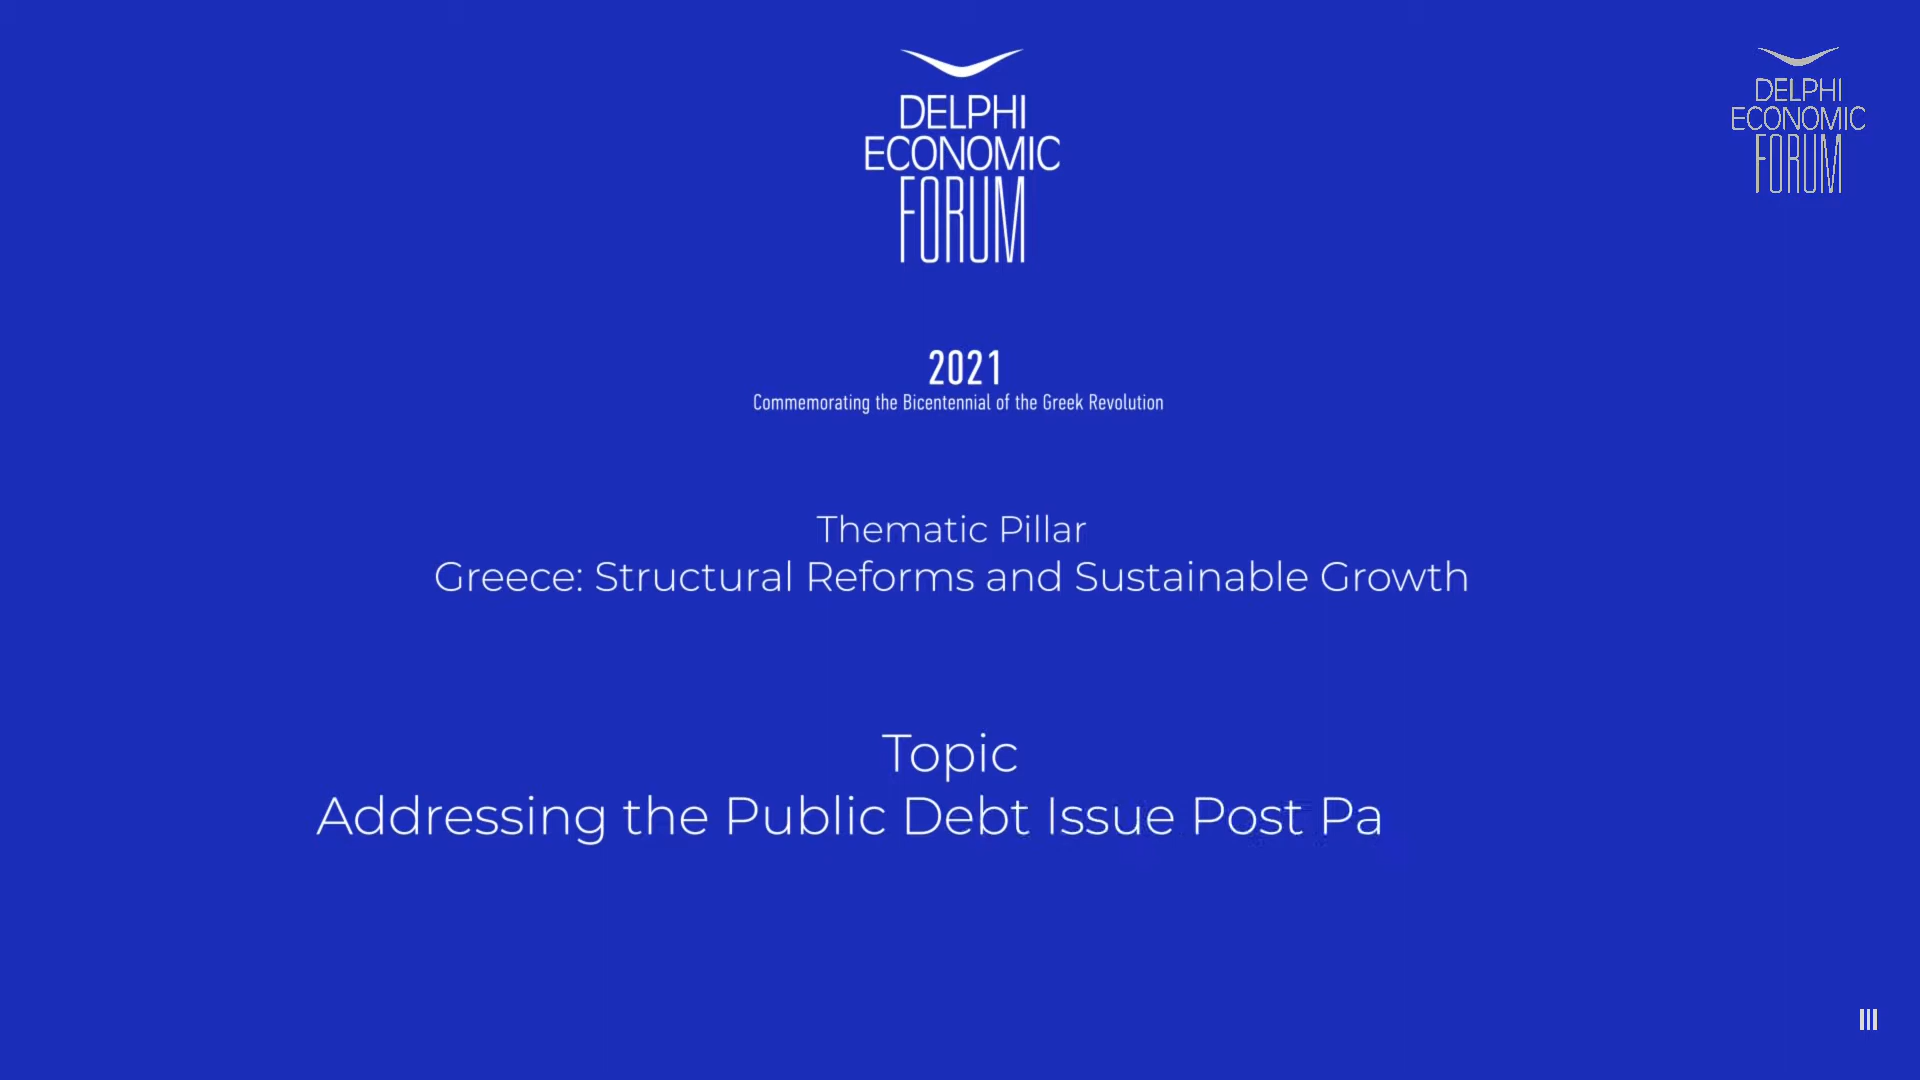 DELPHI
ECONOMIC
FORUM
DELPHI
ECONOMIC
FORUM
2021
Commemorating the Bicentennial of the Greek Revolution
Thematic Pillar
Greece: Structural Reforms and Sustainable Growth
Topic
Addressing the Public Debt Issue Post Pa
III